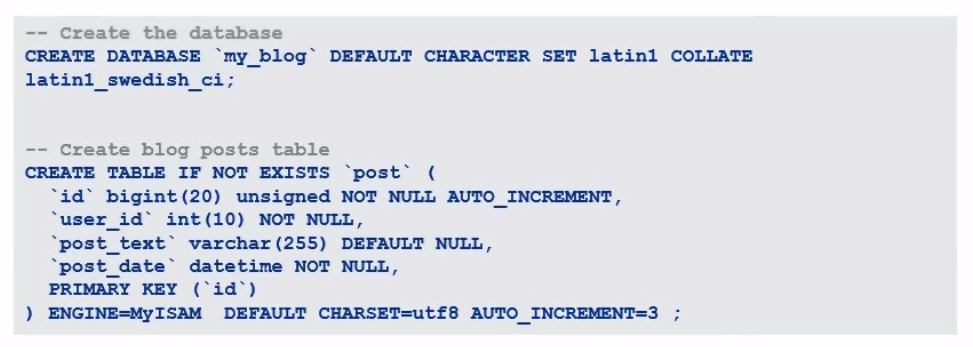 -- Create the database
CREATE DATABASE `my_blog` DEFAULT CHARACTER SET latin1 COLLATE
latin1_swedish_ci;
-- Create blog posts table
CREATE TABLE IF NOT EXISTS `post` (
`id` bigint(20) unsigned NOT NULL AUTO_INCREMENT,
`user_id` int(10) NOT NULL,
`post_text` varchar(255) DEFAULT NULL,
`post_date` datetime NOT NULL,
PRIMARY KEY (`id`)
) ENGINE=MyISAM  DEFAULT CHARSET=utf8 AUTO_INCREMENT=3 ;